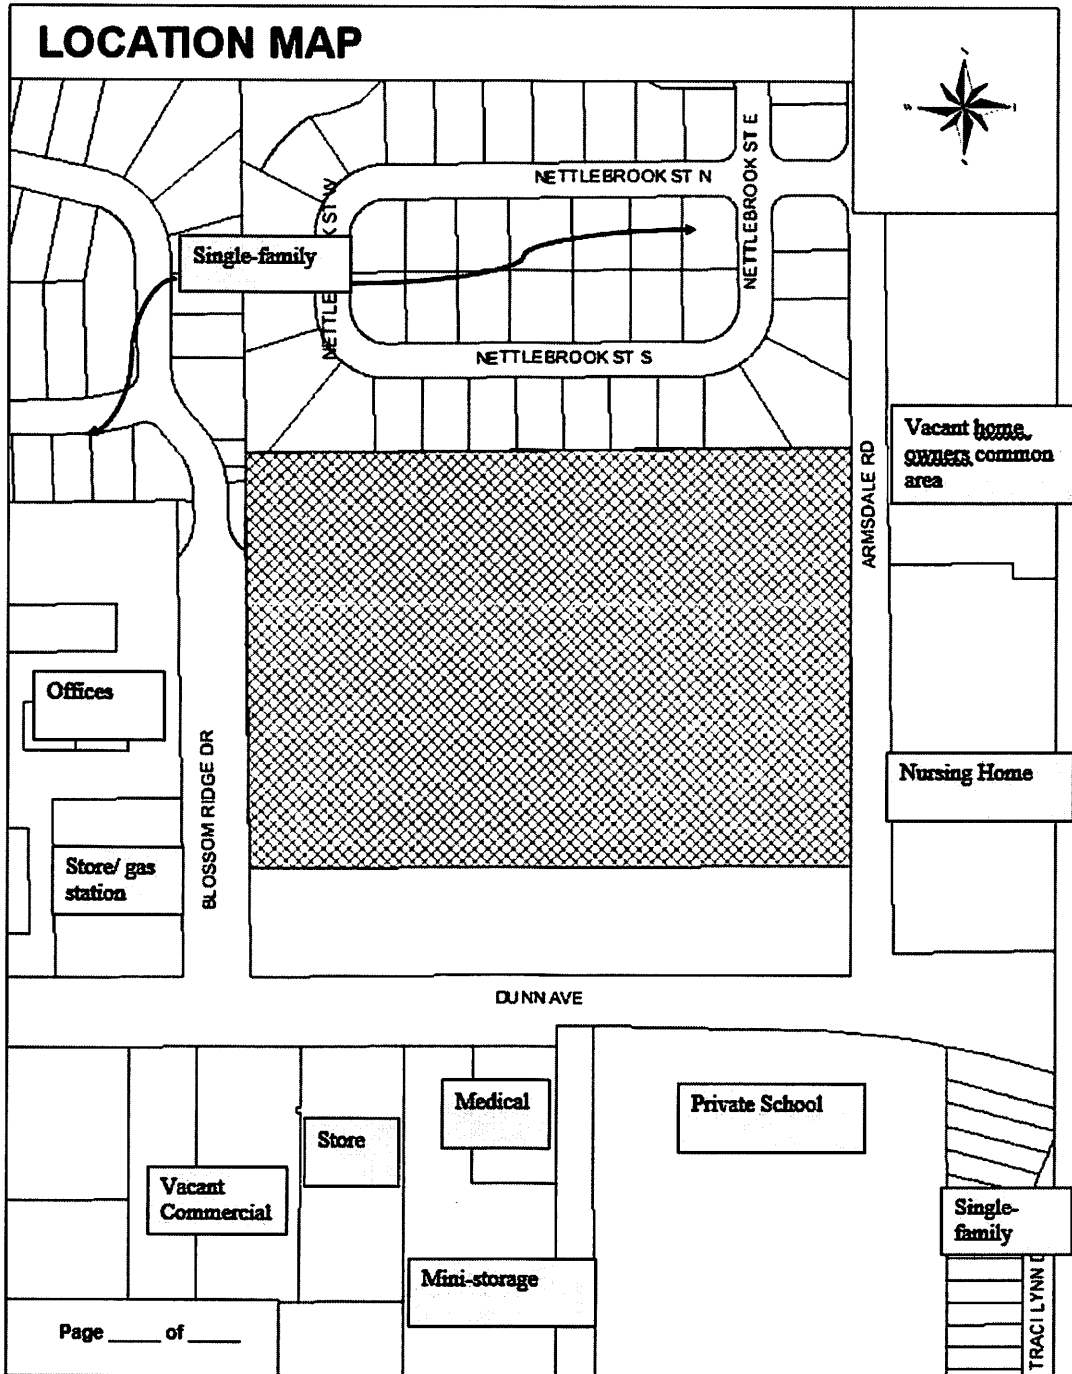 LOCATION MAP
NETTLEBROOK ST N
NETTLEBROOK ST E
Single-family
NETTLEBROOK ST S
Vacant home
owners common
area
ARMSDALE RD
Offices
BLOSSOM RIDGE DR
Nursing Home
Store/ gas
station
DUNN AVE
Medical
Private School
Store
Vacant
Commercial
Single-
family
Mini-storage
TRACI LYNN
Page _____ of _____